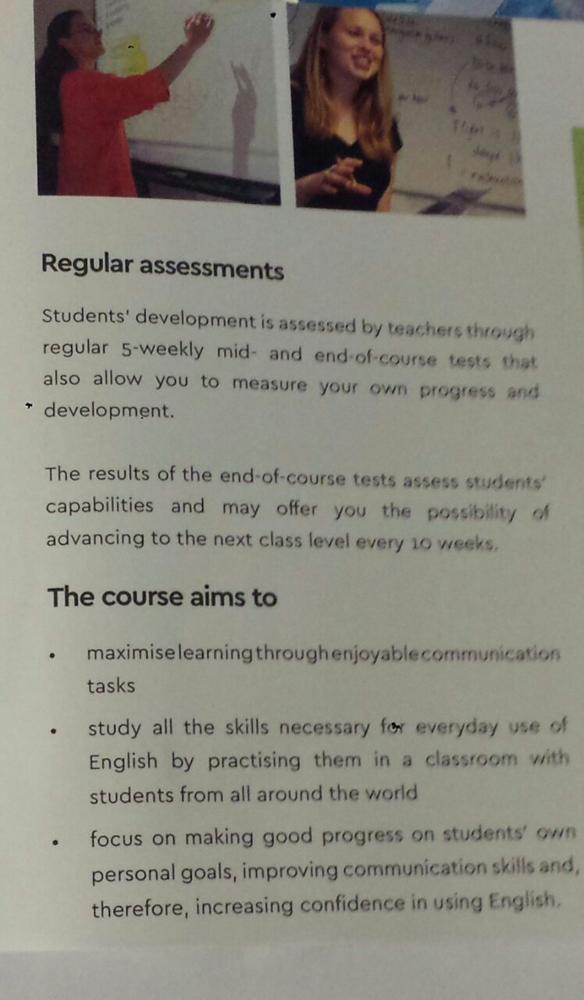 Regular assessments
Students' development is assessed by teachers through
regular 5-weekly mid- and end-of-course tests that
also allow you to measure your own progress and
development.
The results of the end-of-course tests assess students'
capabilities and may offer you the possibility of
advancing to the next class level every 10 weeks.
The course aims to
• maximise learning through enjoyable communication
tasks
• study all the skills necessary for everyday use of
English by practising them in a classroom with
students from all around the world
• focus on making good progress on students' own
personal goals, improving communication skills and,
therefore, increasing confidence in using English.